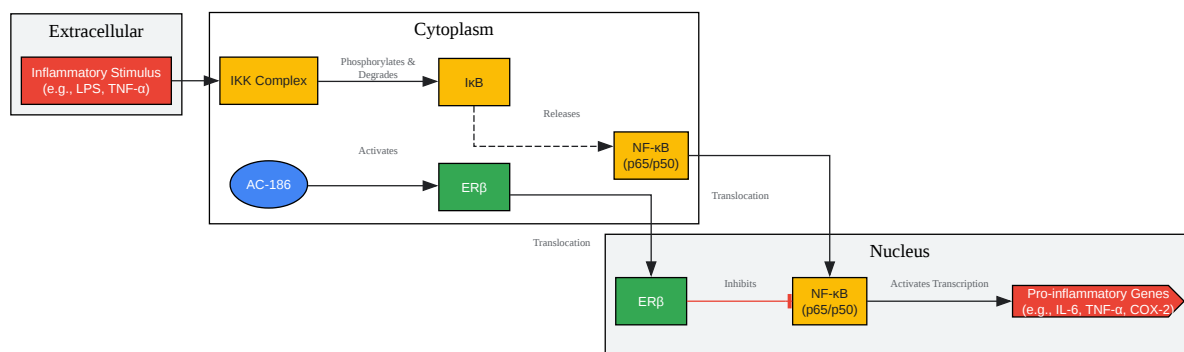 Extracellular
Inflammatory Stimulus
(e.g., LPS, TNF-α)
Cytoplasm
IKK Complex
Phosphorylates &
Degrades
IκB
Releases
NF-κB
(p65/p50)
AC-186
Activates
ERβ
Translocation
Translocation
Nucleus
ERβ
Inhibits
NF-κB
(p65/p50)
Activates Transcription
Pro-inflammatory Genes
(e.g., IL-6, TNF-α, COX-2)